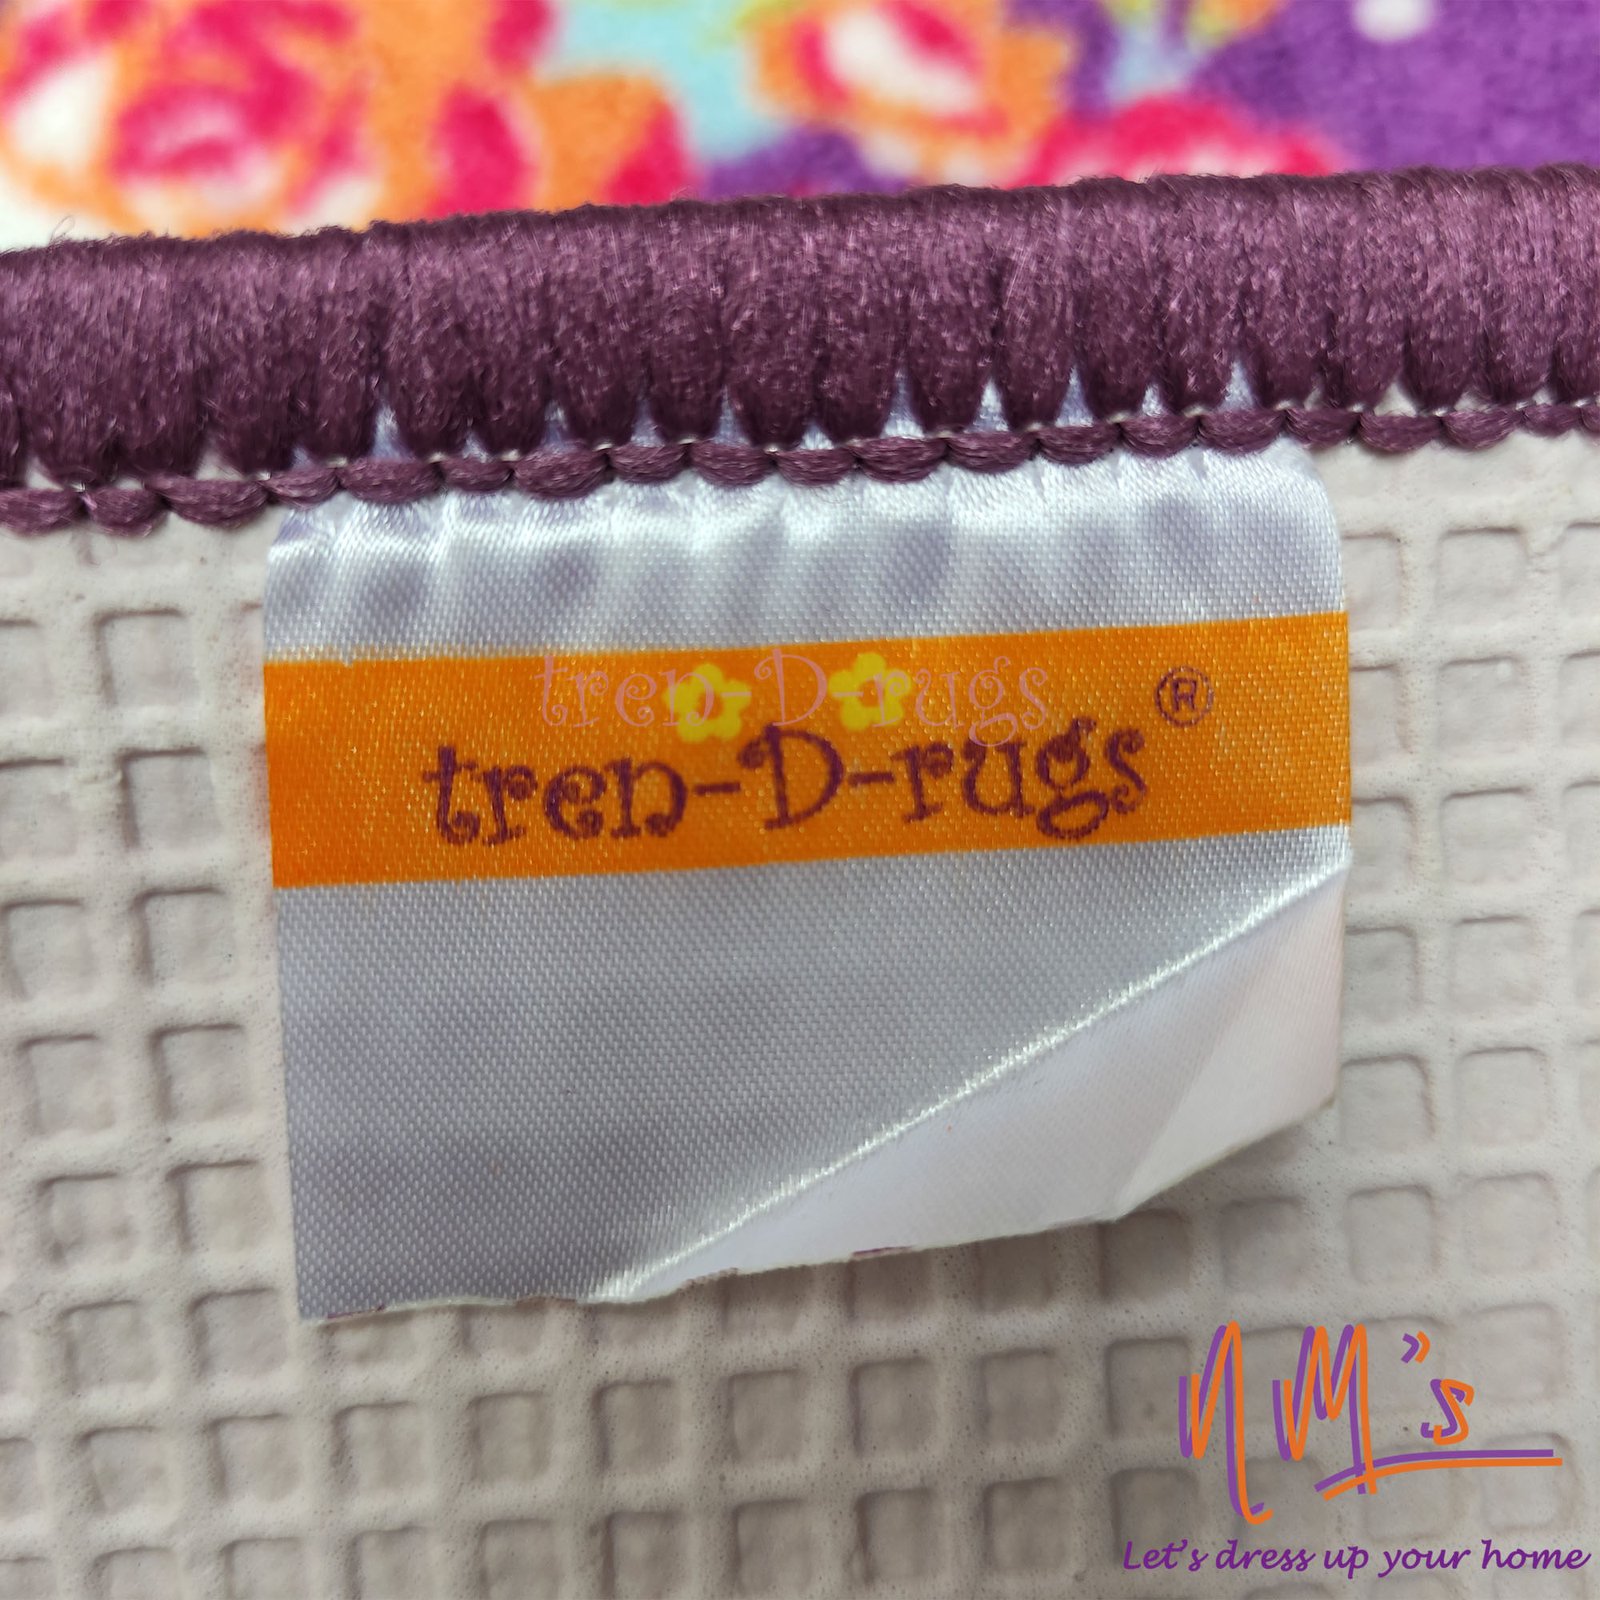 tren-D-rugs
tren-D-rugs®
NM's
Let's dress up your home